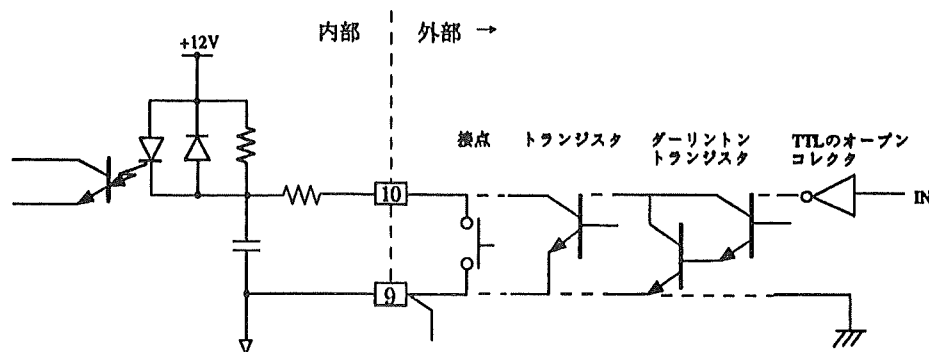 内部
外部 →
+12V
接点
トランジスタ
ダーリントン
トランジスタ
TTLのオープン
コレクタ
10
IN
9